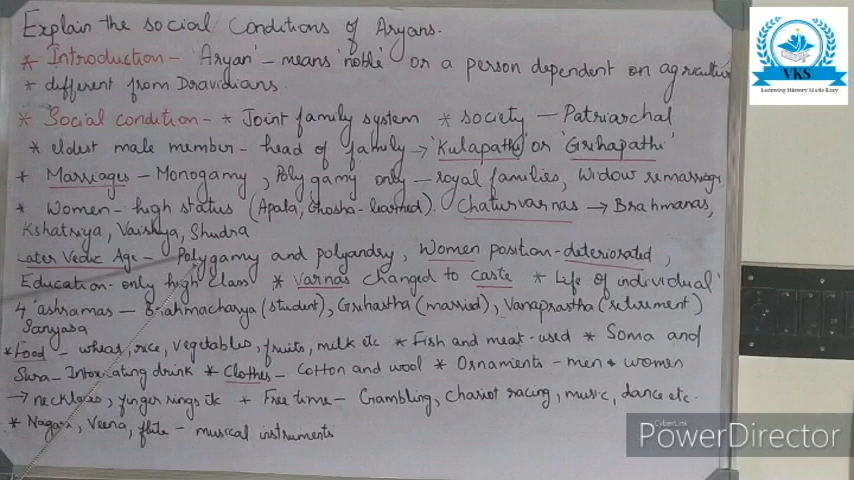 Explain the social Conditions of Aryans.
* Introduction - 'Aryan' - means 'noble' or a person dependent on agriculture
* different from Dravidians.
* Social condition - * Joint family system * society - Patriarchal
* eldest male member - head of family → 'Kulapathi' or 'Grihapathi'
* Marriages - Monogamy, Polygamy only - royal families, Widow remarriage
* Women - high status (Apala, Ghosha - learned). Chaturvarnas → Brahmanas,
Kshatriya, Vaishya, Shudra
Later Vedic Age - Polygamy and polyandry, Women position - deteriorated,
Education - only high class * Varnas changed to caste * Life of individual
4 'ashramas - Brahmacharya (student), Grihastha (married), Vanaprastha (retirement)
Sanyasa
* Food - wheat, rice, vegetables, fruits, milk etc * Fish and meat - used * Soma and
Sura - Intoxicating drink * Clothes - Cotton and wool * Ornaments - men + women
→ necklaces, finger rings etc * Free time - Gambling, Chariot racing, music, dance etc.
* Nagari, Veena, flute - musical instruments
VKS
Learning History Made Easy
CyberLink
PowerDirector